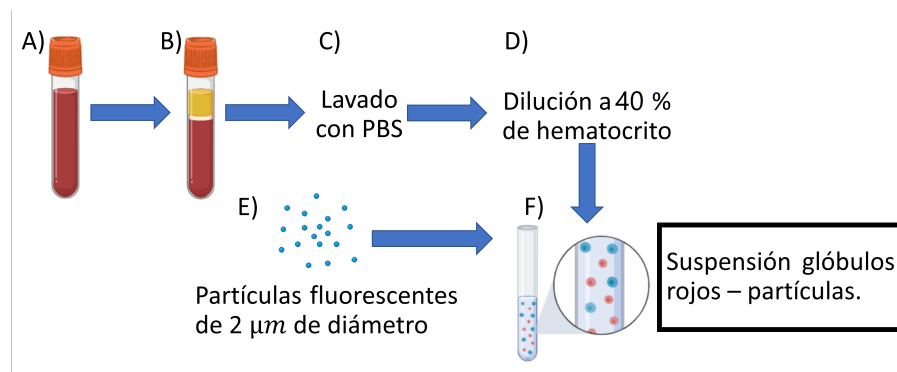 A)
B)
C)
D)
Lavado
con PBS
Dilución a 40 %
de hematocrito
E)
F)
Partículas fluorescentes
de 2 μm de diámetro
Suspensión glóbulos
rojos – partículas.